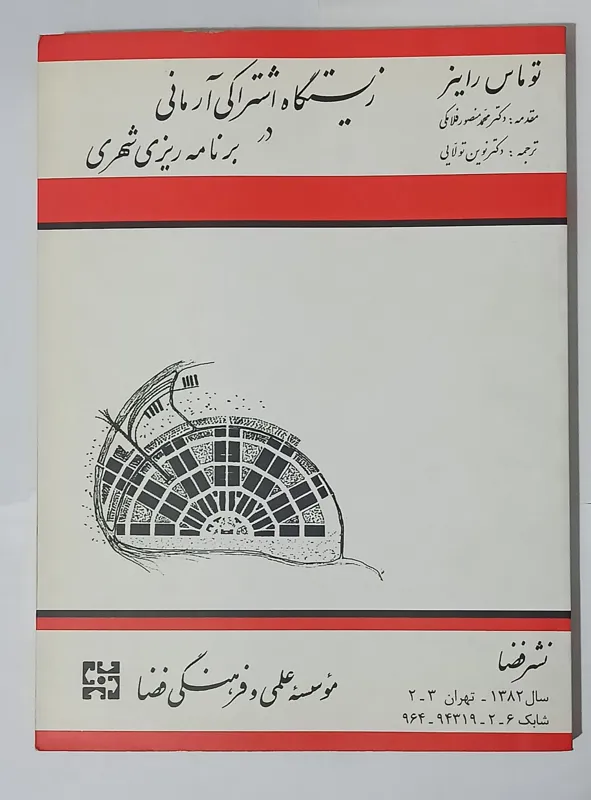 توماس راینر
مقدمه: دکتر محمد منصور فلامکی
ترجمه: دکتر نوین تولایی
زیستگاه اشتراکی آرمانی
در
برنامه ریزی شهری
نشر فضا
سال ۱۳۸۲ - تهران ۳-۲
شابک ۶-۲-۹۴۳۱۹-۹۶۴
مؤسسهٔ علمی و فرهنگی فضا